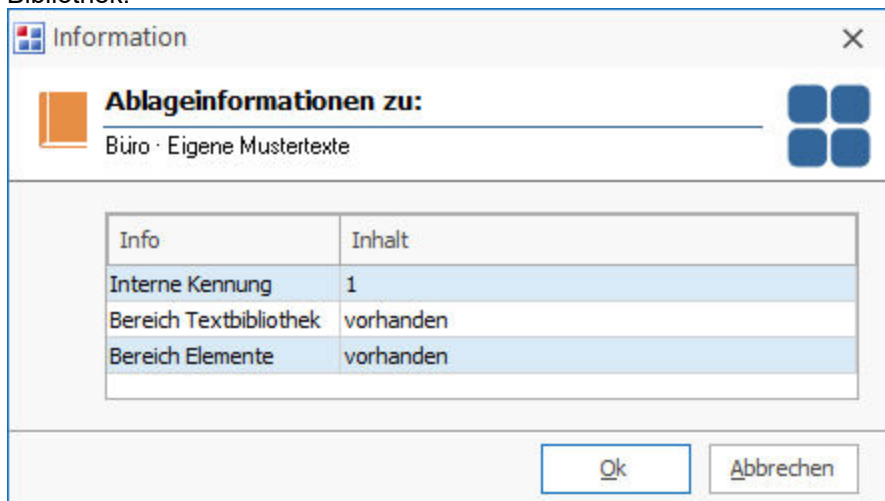 Bibliothek.
Information
Ablageinformationen zu:
Büro · Eigene Mustertexte
Info Inhalt
Interne Kennung 1
Bereich Textbibliothek vorhanden
Bereich Elemente vorhanden
Ok Abbrechen